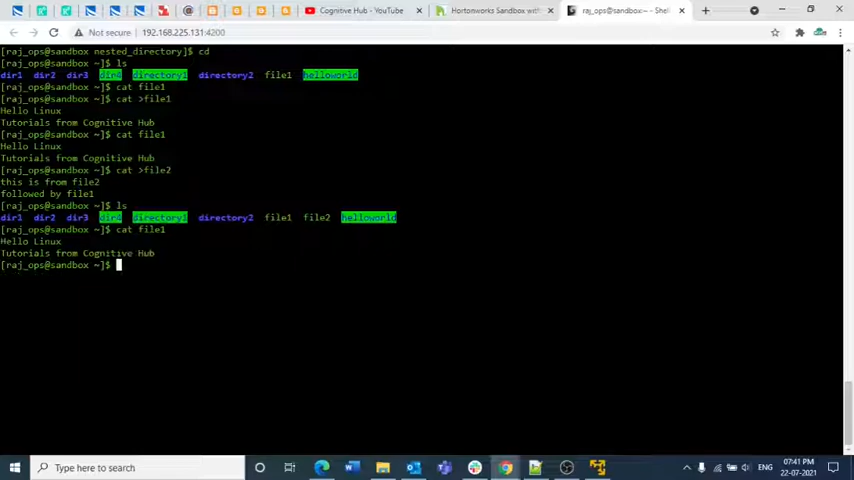 Cognitive Hub - YouTube
Hortonworks Sandbox with
raj_ops@sandbox:~ - Shel
Not secure | 192.168.225.131:4200
[raj_ops@sandbox nested_directory]$ cd
[raj_ops@sandbox ~]$ ls
dir1 dir2 dir3 dir4 directory1 directory2 file1 helloworld
[raj_ops@sandbox ~]$ cat file1
[raj_ops@sandbox ~]$ cat >file1
Hello Linux
Tutorials from Cognitive Hub
[raj_ops@sandbox ~]$ cat file1
Hello Linux
Tutorials from Cognitive Hub
[raj_ops@sandbox ~]$ cat >file2
this is from file2
followed by file1
[raj_ops@sandbox ~]$ ls
dir1 dir2 dir3 dir4 directory1 directory2 file1 file2 helloworld
[raj_ops@sandbox ~]$ cat file1
Hello Linux
Tutorials from Cognitive Hub
[raj_ops@sandbox ~]$
Type here to search
ENG
07:41 PM
22-07-2021